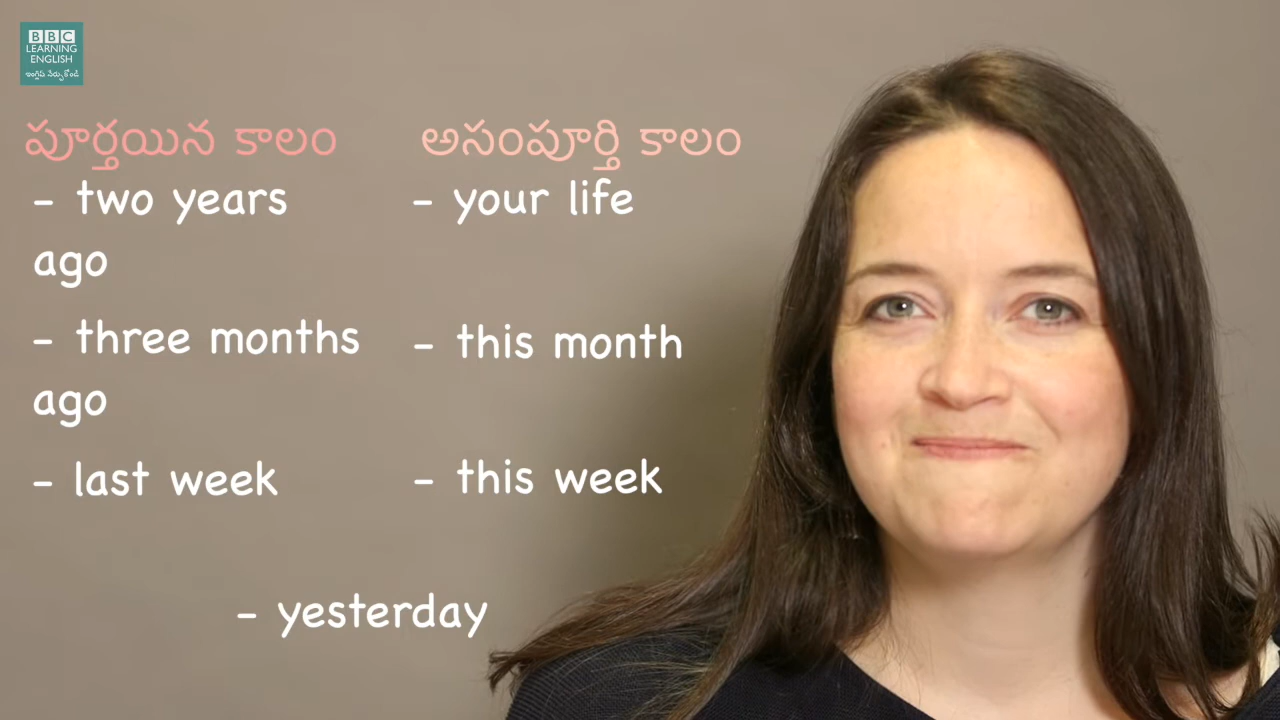 BBC
LEARNING
ENGLISH
ఇంగ్లిష్ నేర్చుకోండి
పూర్తయిన కాలం
- two years
ago
- three months
ago
- last week
అసంపూర్తి కాలం
- your life
- this month
- this week
- yesterday